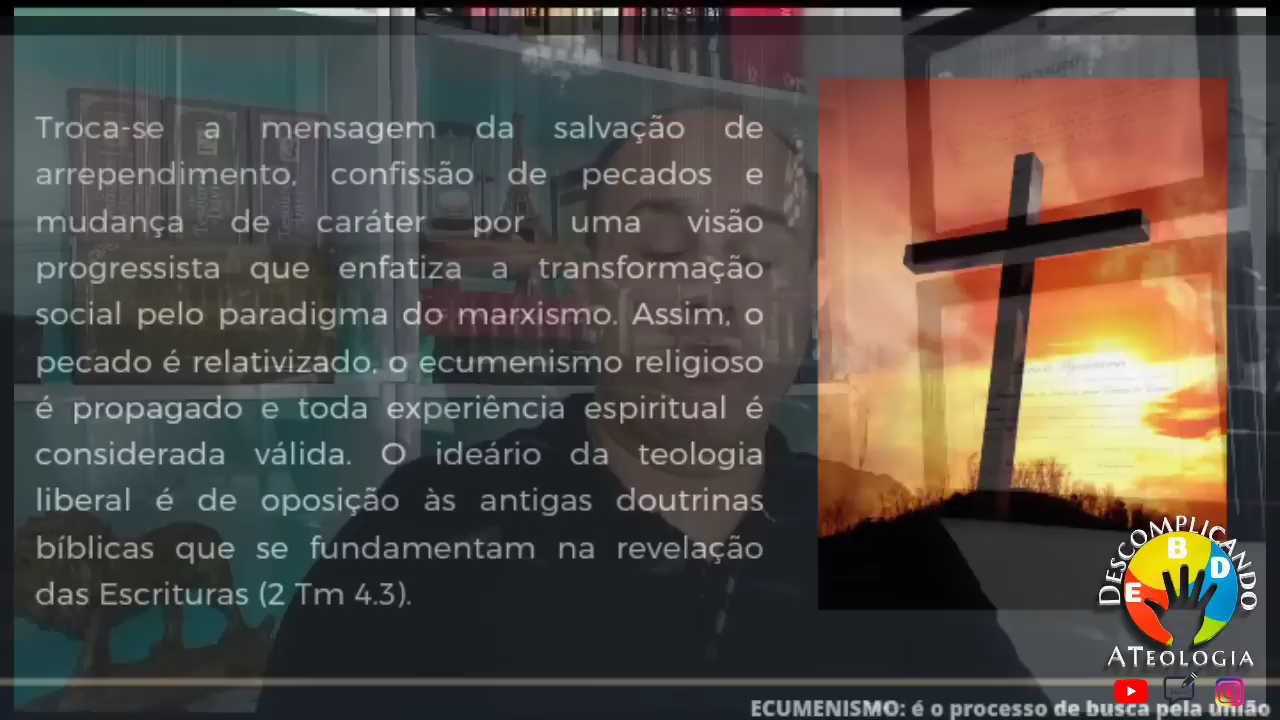 Troca-se a mensagem da salvação de
arrependimento, confissão de pecados e
mudança de caráter por uma visão
progressista que enfatiza a transformação
social pelo paradigma do marxismo. Assim, o
pecado é relativizado, o ecumenismo religioso
é propagado e toda experiência espiritual é
considerada válida. O ideário da teologia
liberal é de oposição às antigas doutrinas
bíblicas que se fundamentam na revelação
das Escrituras (2 Tm 4.3).
DESCOMPLICANDO
E B D
ATEOLOGIA
ECUMENISMO: é o processo de busca pela união